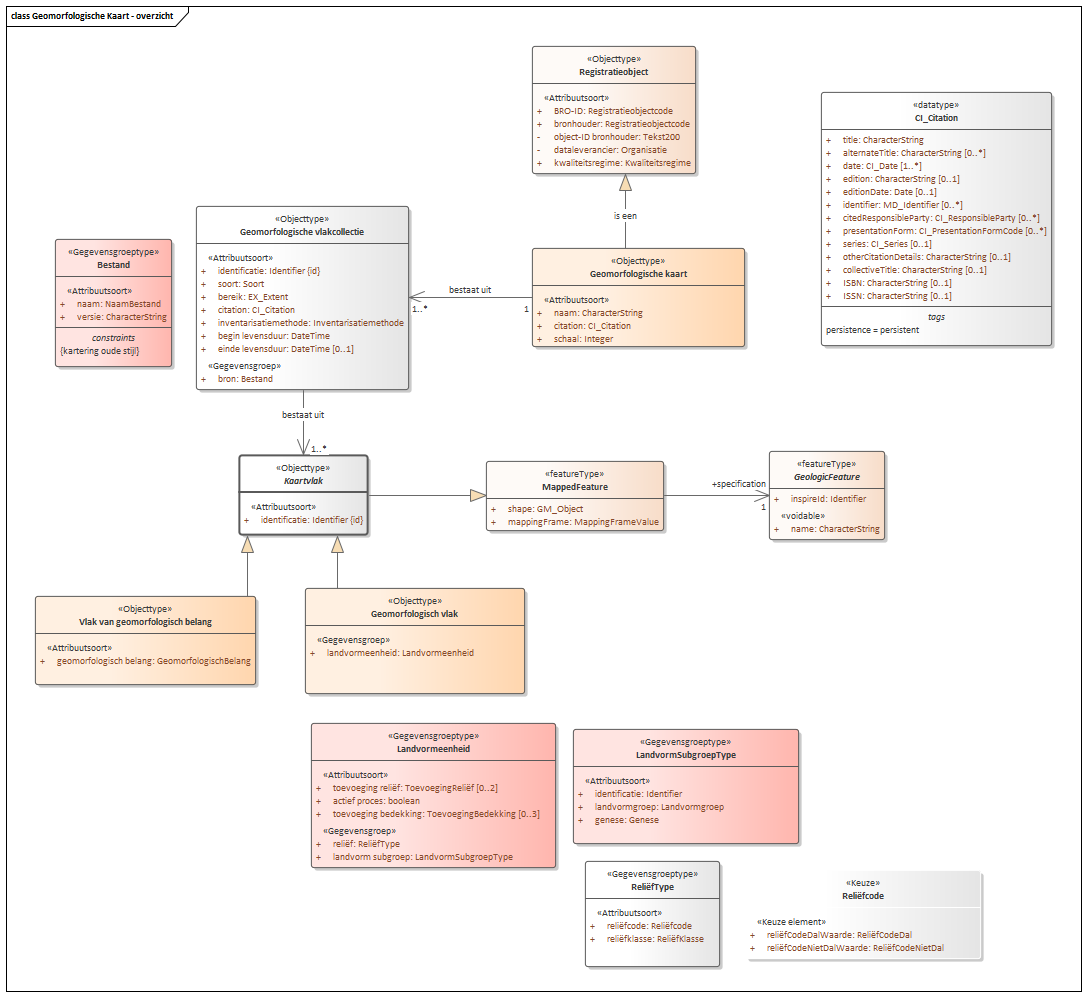 class Geomorfologische Kaart - overzicht
«Objecttype»
Registratieobject
«Attribuutsoort»
+ BRO-ID: Registratieobjectcode
+ bronhouder: Registratieobjectcode
- object-ID bronhouder: Tekst200
- dataleverancier: Organisatie
+ kwaliteitsregime: Kwaliteitsregime
«datatype»
CI_Citation
+ title: CharacterString
+ alternateTitle: CharacterString [0..*]
+ date: CI_Date [1..*]
+ edition: CharacterString [0..1]
+ editionDate: Date [0..1]
+ identifier: MD_Identifier [0..*]
+ citedResponsibleParty: CI_ResponsibleParty [0..*]
+ presentationForm: CI_PresentationFormCode [0..*]
+ series: CI_Series [0..1]
+ otherCitationDetails: CharacterString [0..1]
+ collectiveTitle: CharacterString [0..1]
+ ISBN: CharacterString [0..1]
+ ISSN: CharacterString [0..1]
tags
persistence = persistent
is een
«Objecttype»
Geomorfologische vlakcollectie
«Attribuutsoort»
+ identificatie: Identifier {id}
+ soort: Soort
+ bereik: EX_Extent
+ citation: CI_Citation
+ inventarisatiemethode: Inventarisatiemethode
+ begin levensduur: DateTime
+ einde levensduur: DateTime [0..1]
«Gegevensgroep»
+ bron: Bestand
«Gegevensgroeptype»
Bestand
«Attribuutsoort»
+ naam: NaamBestand
+ versie: CharacterString
constraints
{kartering oude stijl}
bestaat uit
1..*
1
«Objecttype»
Geomorfologische kaart
«Attribuutsoort»
+ naam: CharacterString
+ citation: CI_Citation
+ schaal: Integer
bestaat uit
1..*
«Objecttype»
Kaartvlak
«Attribuutsoort»
+ identificatie: Identifier {id}
«featureType»
MappedFeature
+ shape: GM_Object
+ mappingFrame: MappingFrameValue
+specification
1
«featureType»
GeologicFeature
+ inspireId: Identifier
«voidable»
+ name: CharacterString
«Objecttype»
Vlak van geomorfologisch belang
«Attribuutsoort»
+ geomorfologisch belang: GeomorfologischBelang
«Objecttype»
Geomorfologisch vlak
«Gegevensgroep»
+ landvormeenheid: Landvormeenheid
«Gegevensgroeptype»
Landvormeenheid
«Attribuutsoort»
+ toevoeging reliëf: ToevoegingReliëf [0..2]
+ actief proces: boolean
+ toevoeging bedekking: ToevoegingBedekking [0..3]
«Gegevensgroep»
+ reliëf: ReliëfType
+ landvorm subgroep: LandvormSubgroepType
«Gegevensgroeptype»
LandvormSubgroepType
«Attribuutsoort»
+ identificatie: Identifier
+ landvormgroep: Landvormgroep
+ genese: Genese
«Gegevensgroeptype»
ReliëfType
«Attribuutsoort»
+ reliëfcode: Reliëfcode
+ reliëfklasse: ReliëfKlasse
«Keuze»
Reliëfcode
«Keuze element»
+ reliëfCodeDalWaarde: ReliëfCodeDal
+ reliëfCodeNietDalWaarde: ReliëfCodeNietDal